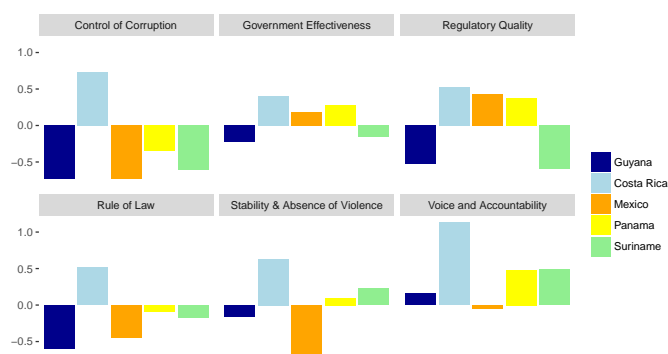 Control of Corruption
Government Effectiveness
Regulatory Quality
1.0
0.5
0.0
−0.5
Rule of Law
Stability & Absence of Violence
Voice and Accountability
1.0
0.5
0.0
−0.5
Guyana
Costa Rica
Mexico
Panama
Suriname